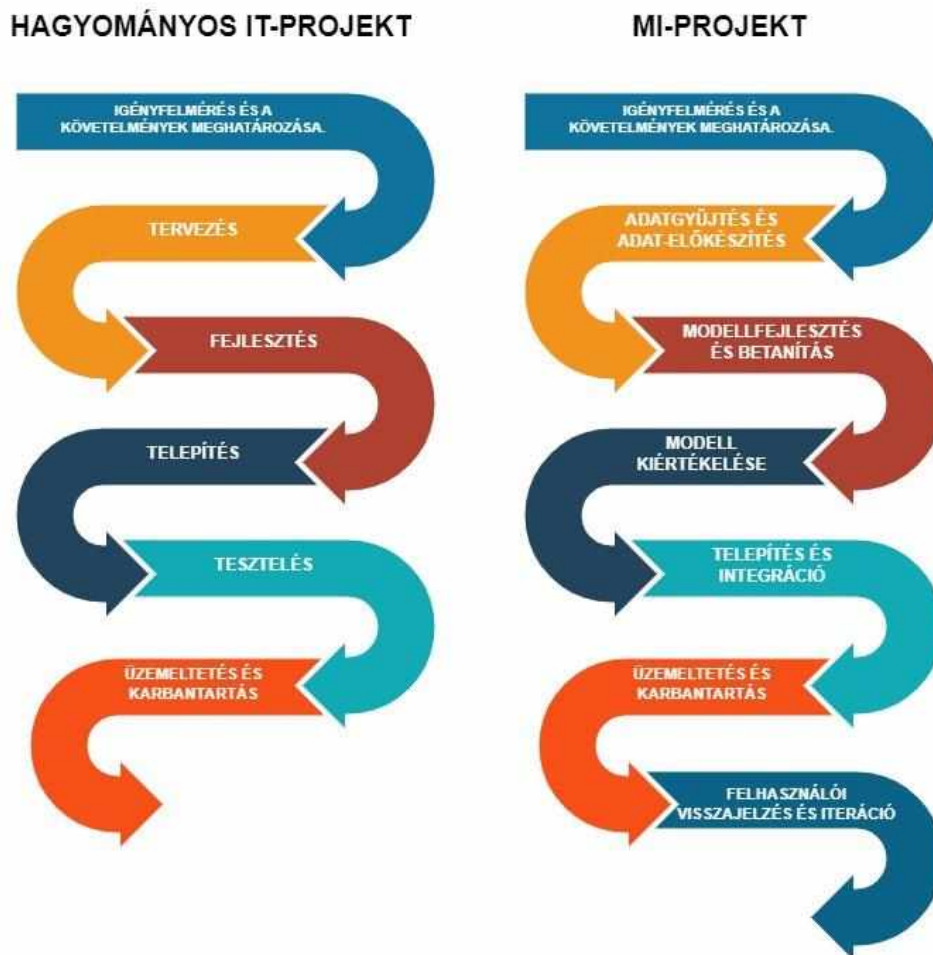 HAGYOMÁNYOS IT-PROJEKT
IGÉNYFELMÉRÉS ÉS A
KÖVETELMÉNYEK MEGHATÁROZÁSA.
TERVEZÉS
FEJLESZTÉS
TELEPÍTÉS
TESZTELÉS
ÜZEMELTETÉS ÉS
KARBANTARTÁS
MI-PROJEKT
IGÉNYFELMÉRÉS ÉS A
KÖVETELMÉNYEK MEGHATÁROZÁSA.
ADATGYŰJTÉS ÉS
ADAT-ELŐKÉSZÍTÉS
MODELLFEJLESZTÉS
ÉS BETANÍTÁS
MODELL
KIÉRTÉKELÉSE
TELEPÍTÉS ÉS
INTEGRÁCIÓ
ÜZEMELTETÉS ÉS
KARBANTARTÁS
FELHASZNÁLÓI
VISSZAJELZÉS ÉS ITERÁCIÓ